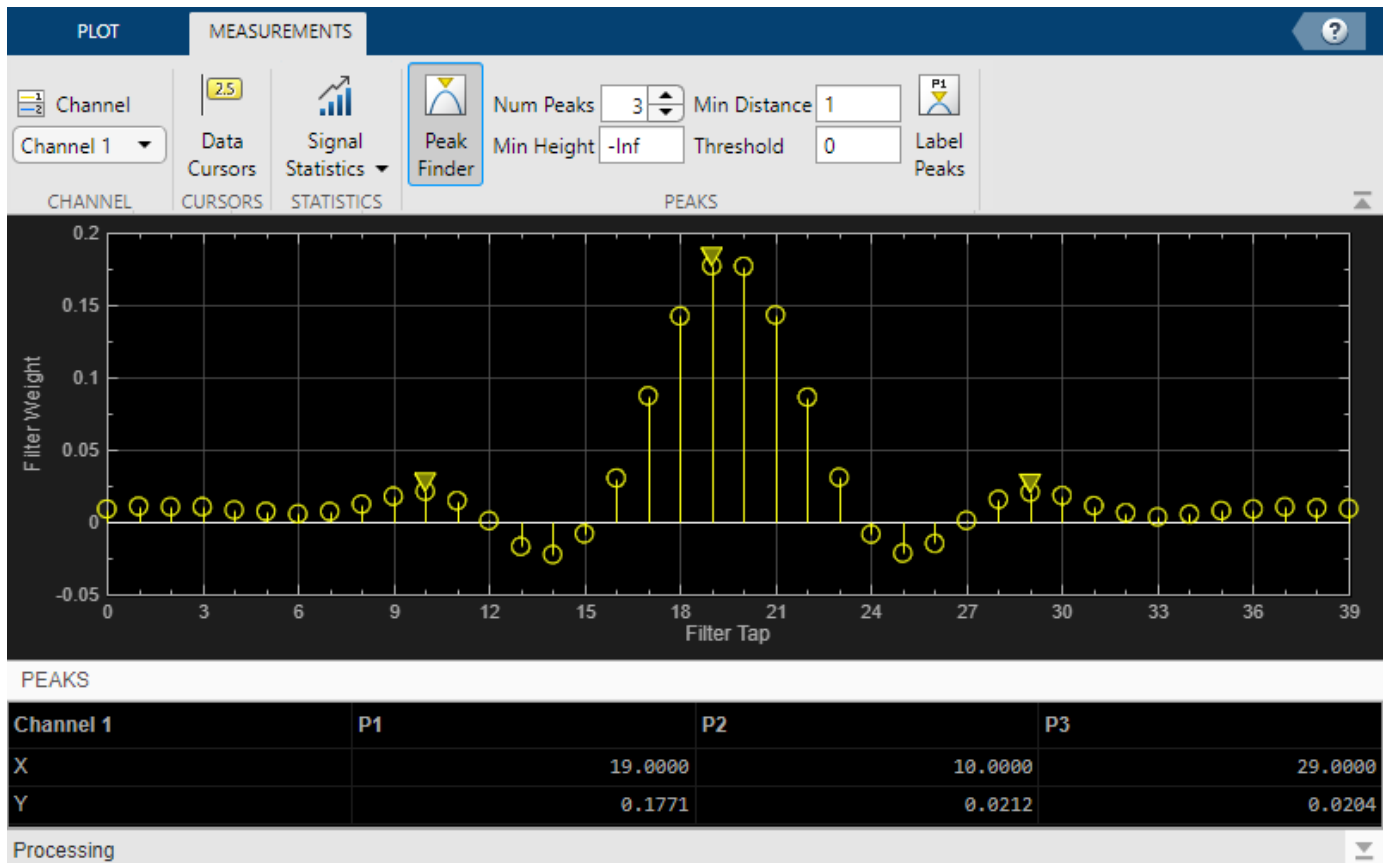 PLOT MEASUREMENTS ?
1 2 Channel 2.5 P1
Num Peaks 3 Min Distance 1
Channel 1 Data Signal Peak Min Height -Inf Threshold 0 Label
Cursors Statistics Finder Peaks
CHANNEL CURSORS STATISTICS PEAKS
0.2
0.15
0.1
0.05
0
-0.05
Filter Weight
0 3 6 9 12 15 18 21 24 27 30 33 36 39
Filter Tap
PEAKS
Channel 1 P1 P2 P3
X 19.0000 10.0000 29.0000
Y 0.1771 0.0212 0.0204
Processing